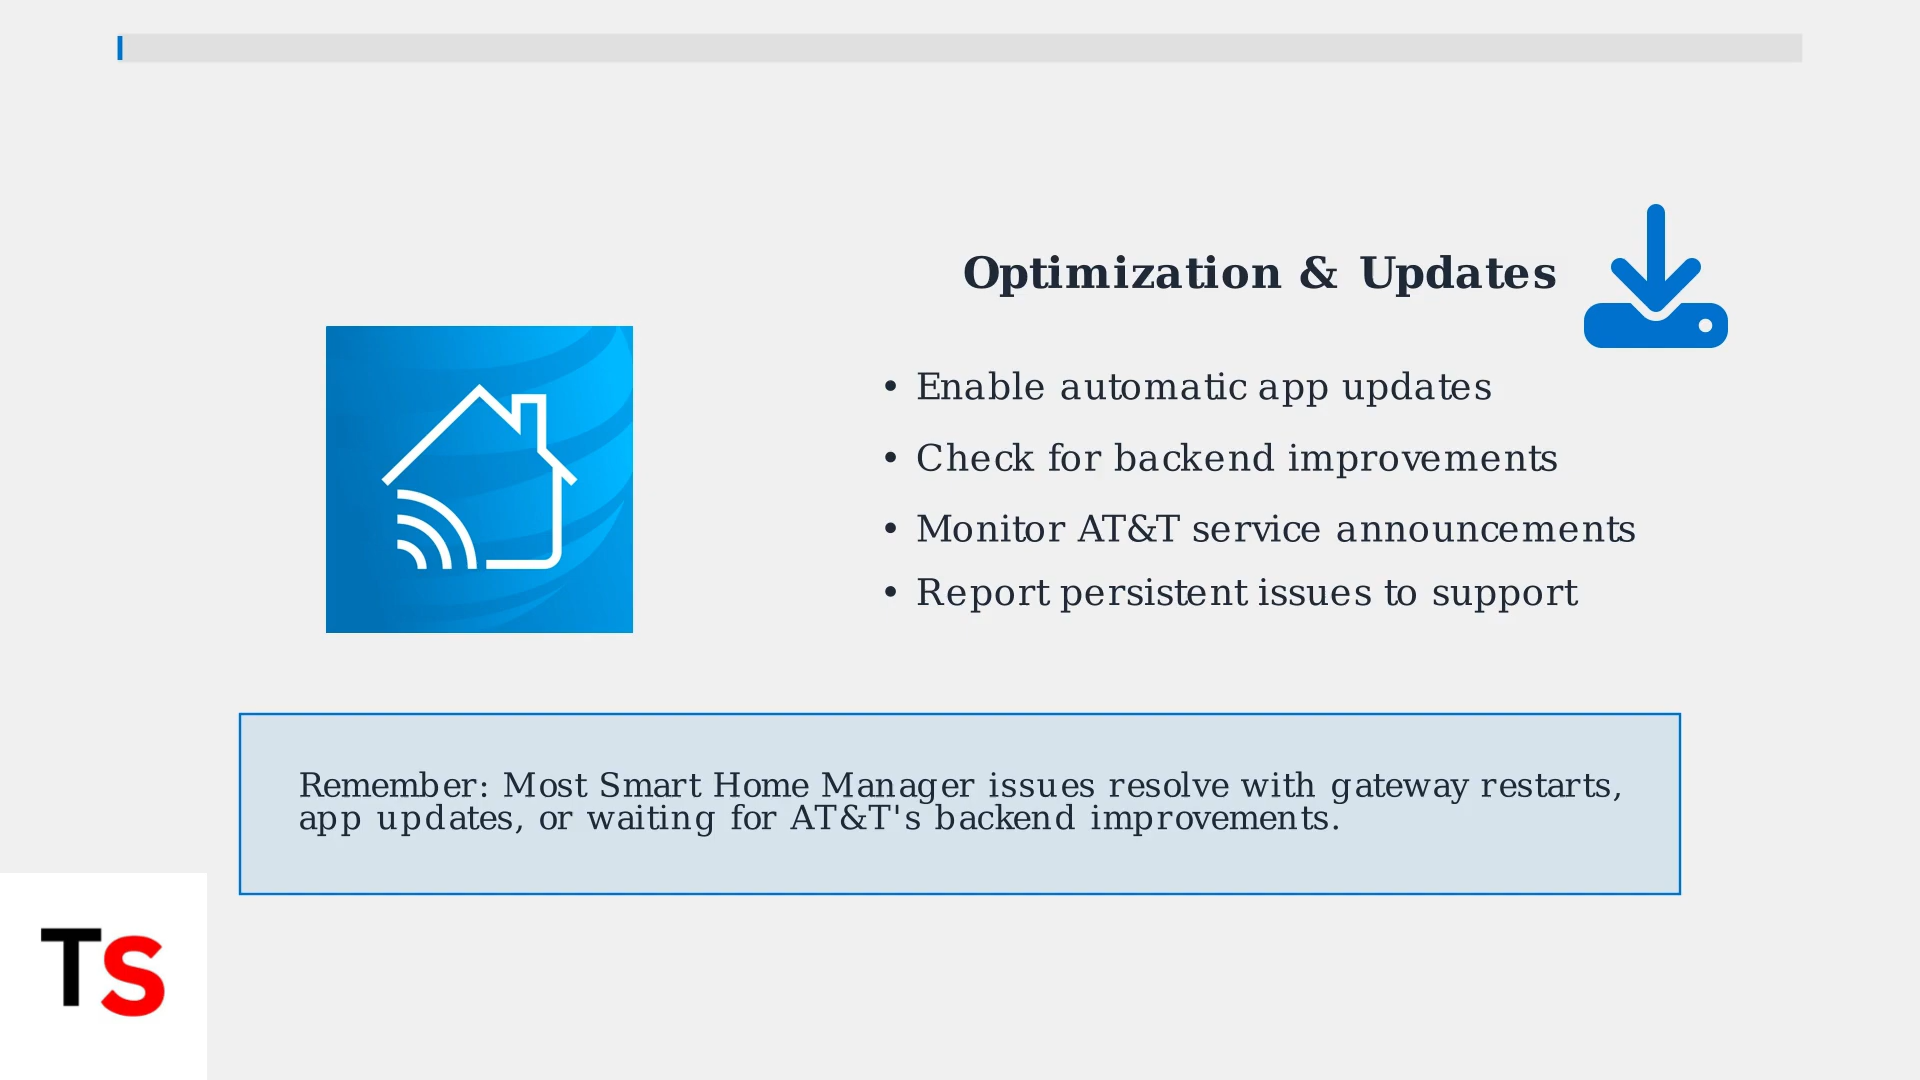 Optimization & Updates
• Enable automatic app updates
• Check for backend improvements
• Monitor AT&T service announcements
• Report persistent issues to support
Remember: Most Smart Home Manager issues resolve with gateway restarts,
app updates, or waiting for AT&T's backend improvements.
TS